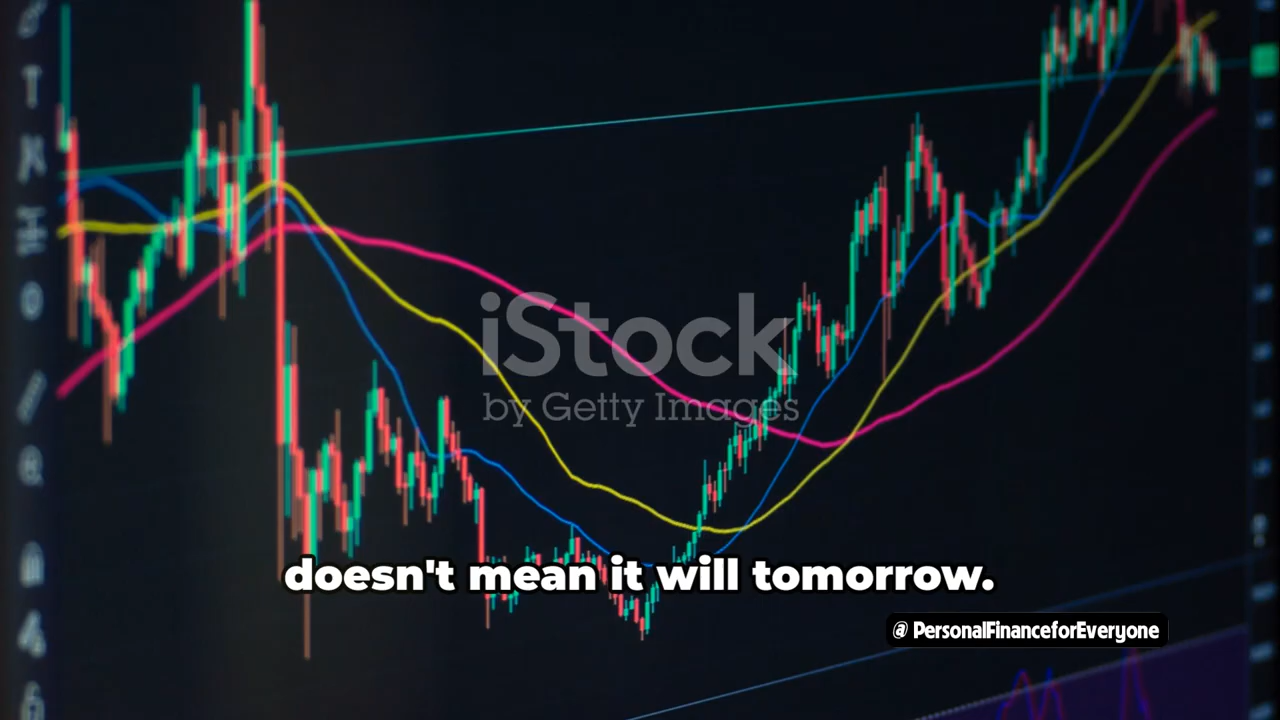 iStock
by Getty Images
doesn't mean it will tomorrow.
@ PersonalFinanceforEveryone